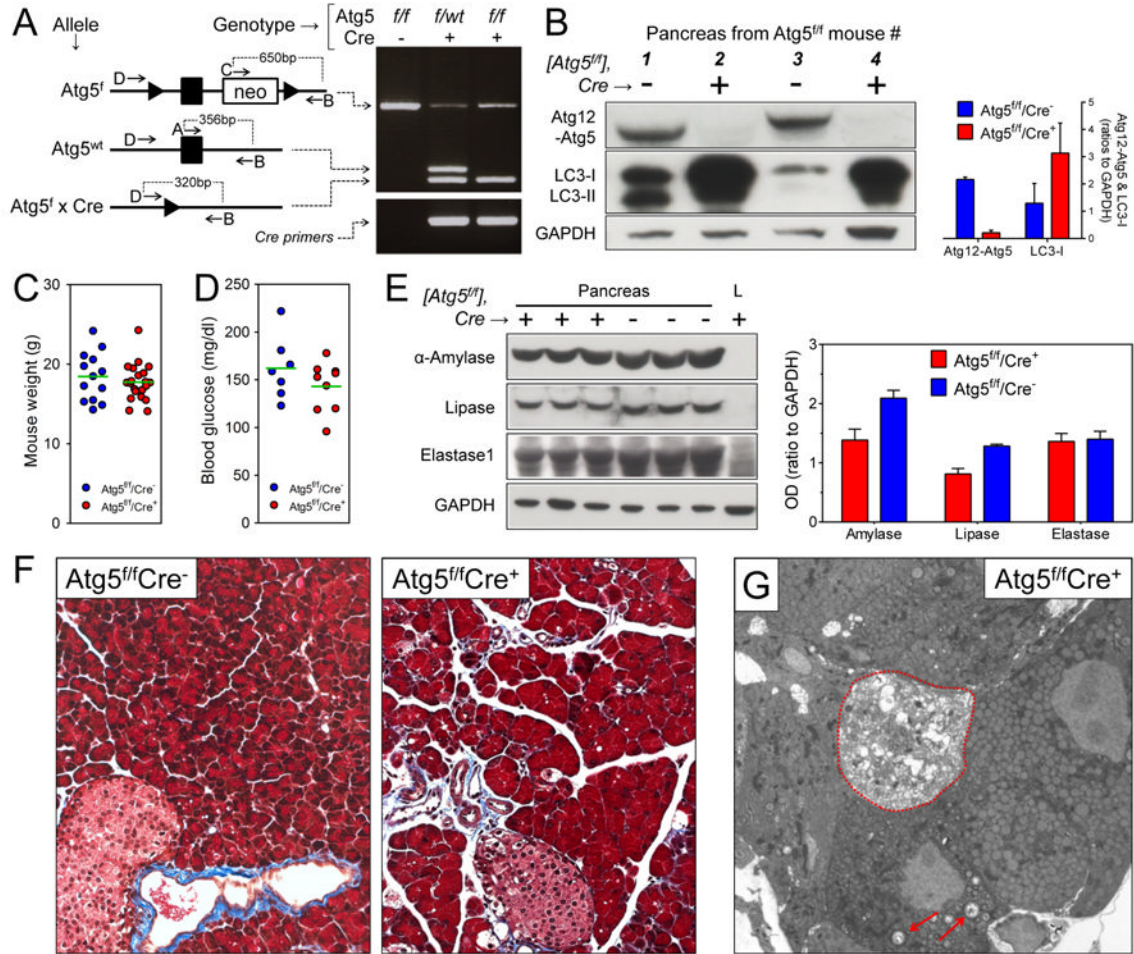 A
Allele
Genotype → Atg5 f/f f/wt f/f
Cre - + +
650bp
D C
Atg5f neo
B
356bp
D A
Atg5wt
B
320bp
D
Atg5f x Cre
B
Cre primers
B
Pancreas from Atg5f/f mouse #
[Atg5f/f], 1 2 3 4
Cre → - + - +
Atg12
-Atg5
LC3-I
LC3-II
GAPDH
Atg5f/f/Cre-
Atg5f/f/Cre+
5
4
3
2
1
0
Atg12-Atg5 & LC3-I
(ratios to GAPDH)
Atg12-Atg5 LC3-I
C
Mouse weight (g)
30
20
10
0
Atg5f/f/Cre-
Atg5f/f/Cre+
D
Blood glucose (mg/dl)
250
200
150
100
50
0
Atg5f/f/Cre-
Atg5f/f/Cre+
E
[Atg5f/f], Pancreas L
Cre → + + + - - - +
α-Amylase
Lipase
Elastase1
GAPDH
OD (ratio to GAPDH)
3
2
1
0
Atg5f/f/Cre+
Atg5f/f/Cre-
Amylase Lipase Elastase
F
Atg5f/fCre-
Atg5f/fCre+
G
Atg5f/fCre+